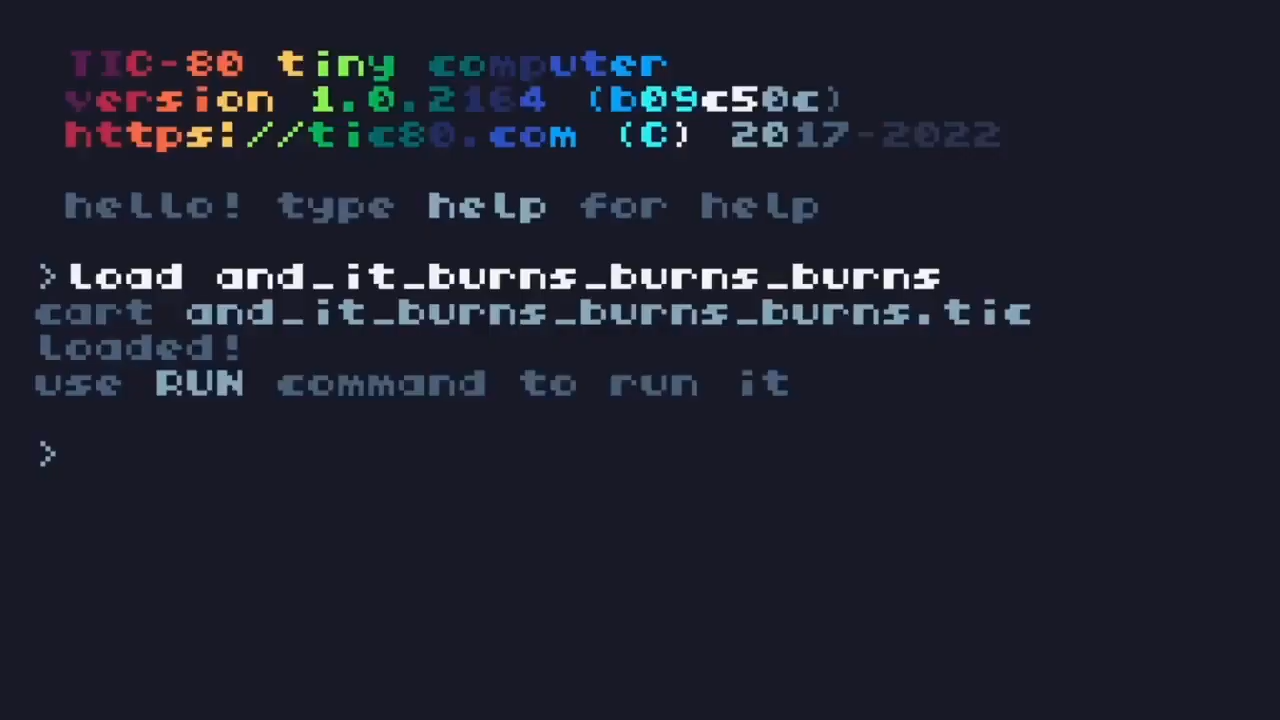 TIC-80 tiny computer
version 1.0.2164 (b09c50c)
https://tic80.com (C) 2017-2022
hello! type help for help
>load and_it_burns_burns_burns
cart and_it_burns_burns_burns.tic
loaded!
use RUN command to run it
>